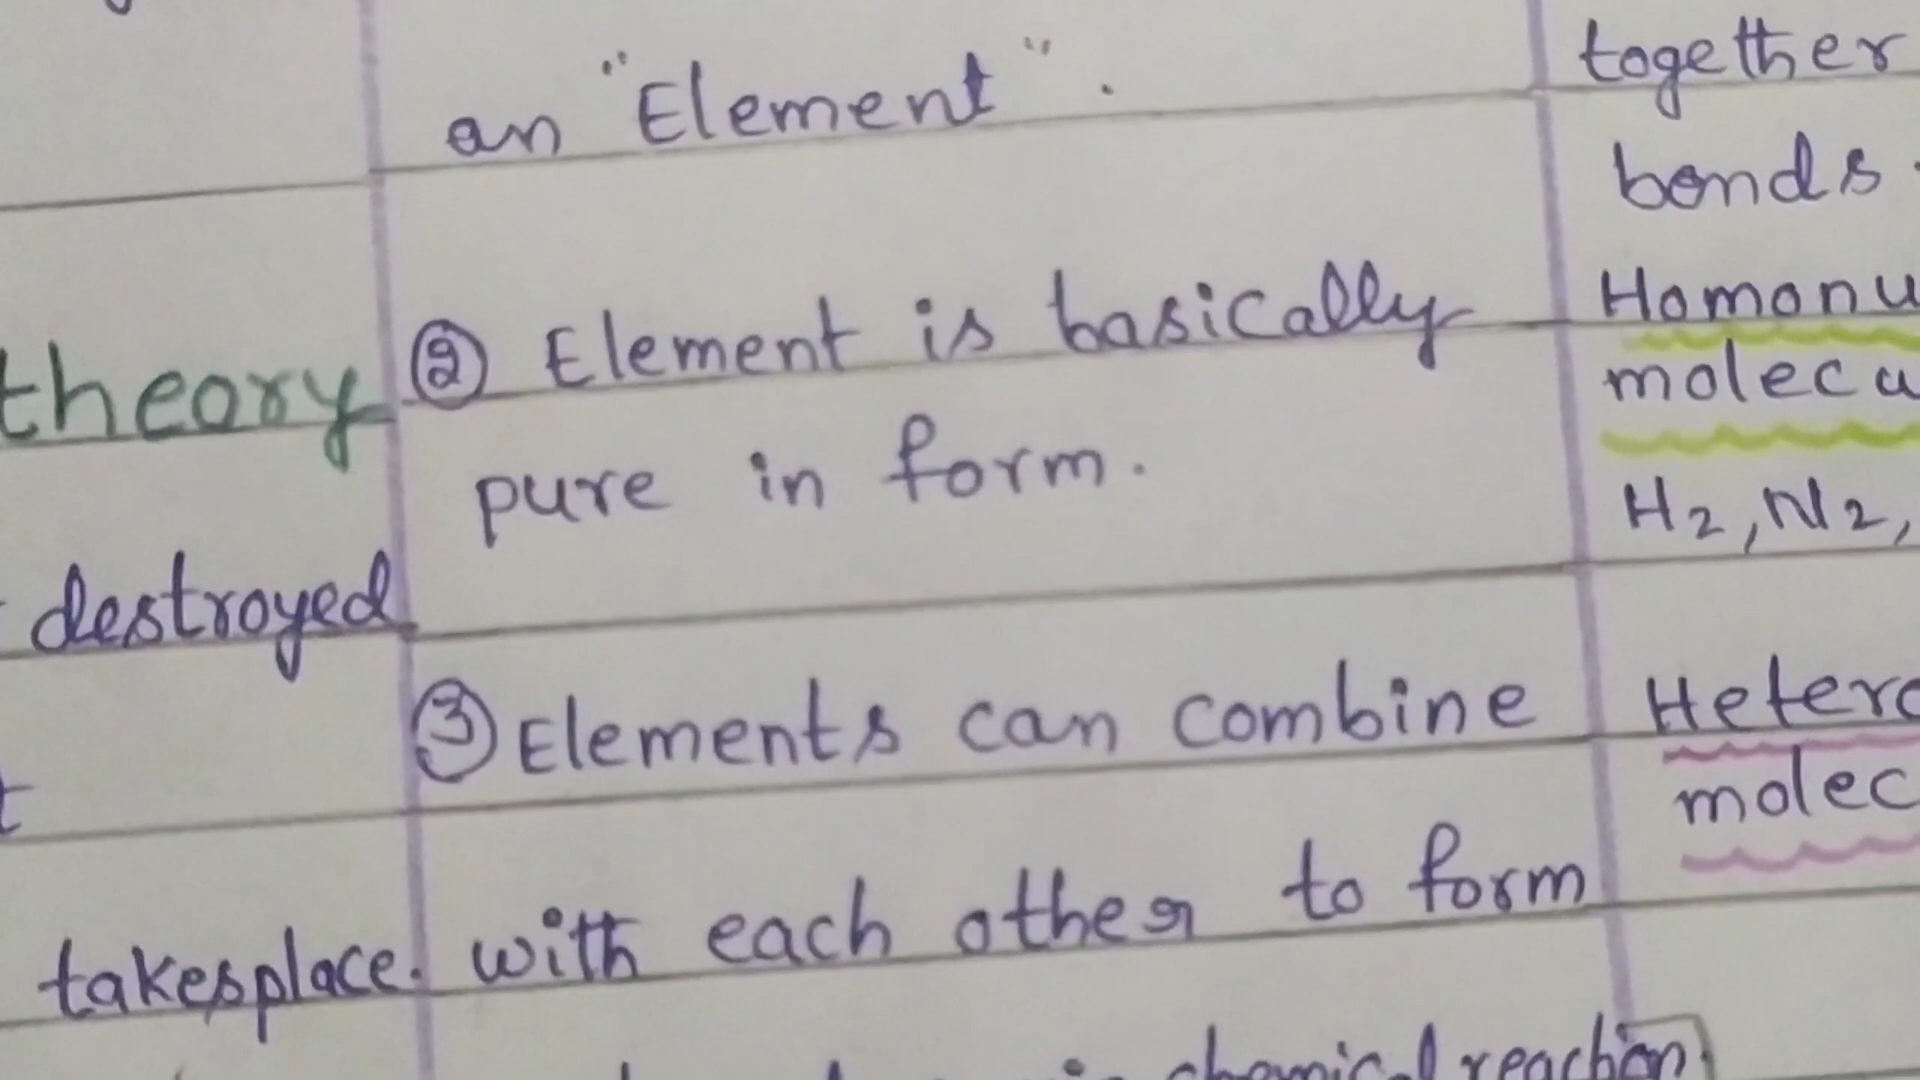 an "Element".
② Element is basically
pure in form.
③ Elements can combine
with each other to form
chemical reaction
theory
destroyed
takesplace.
together
bonds.
Homonu
molecu
H2, N2,
Hetero
molec